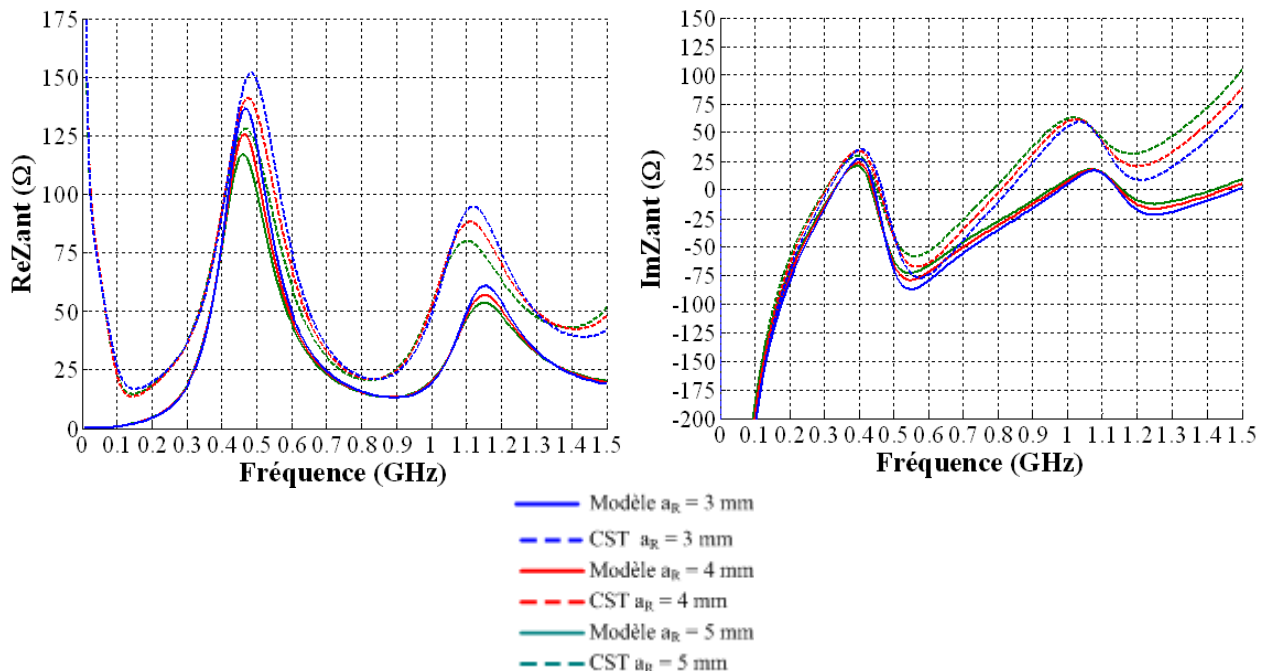 ReZant (Ω)
175
150
125
100
75
50
25
0
0 0.1 0.2 0.3 0.4 0.5 0.6 0.7 0.8 0.9 1 1.1 1.2 1.3 1.4 1.5
Fréquence (GHz)
ImZant (Ω)
150
125
100
75
50
25
0
-25
-50
-75
-100
-125
-150
-175
-200
0 0.1 0.2 0.3 0.4 0.5 0.6 0.7 0.8 0.9 1 1.1 1.2 1.3 1.4 1.5
Fréquence (GHz)
Modèle aR = 3 mm
CST aR = 3 mm
Modèle aR = 4 mm
CST aR = 4 mm
Modèle aR = 5 mm
CST aR = 5 mm